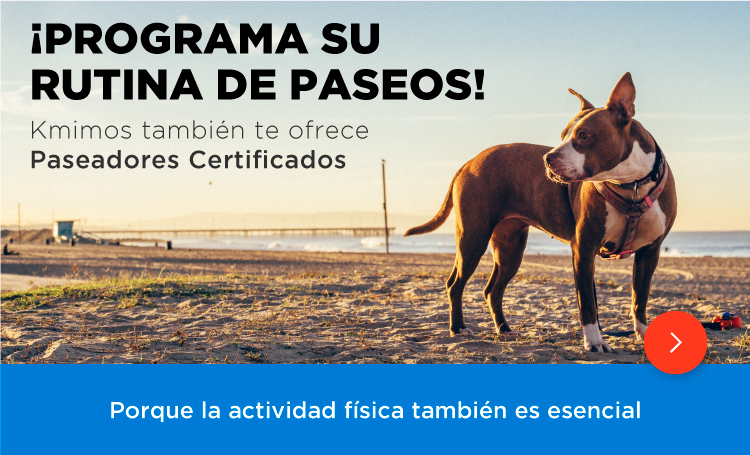 ¡PROGRAMA SU
RUTINA DE PASEOS!
Kmimos también te ofrece
Paseadores Certificados
Porque la actividad física también es esencial